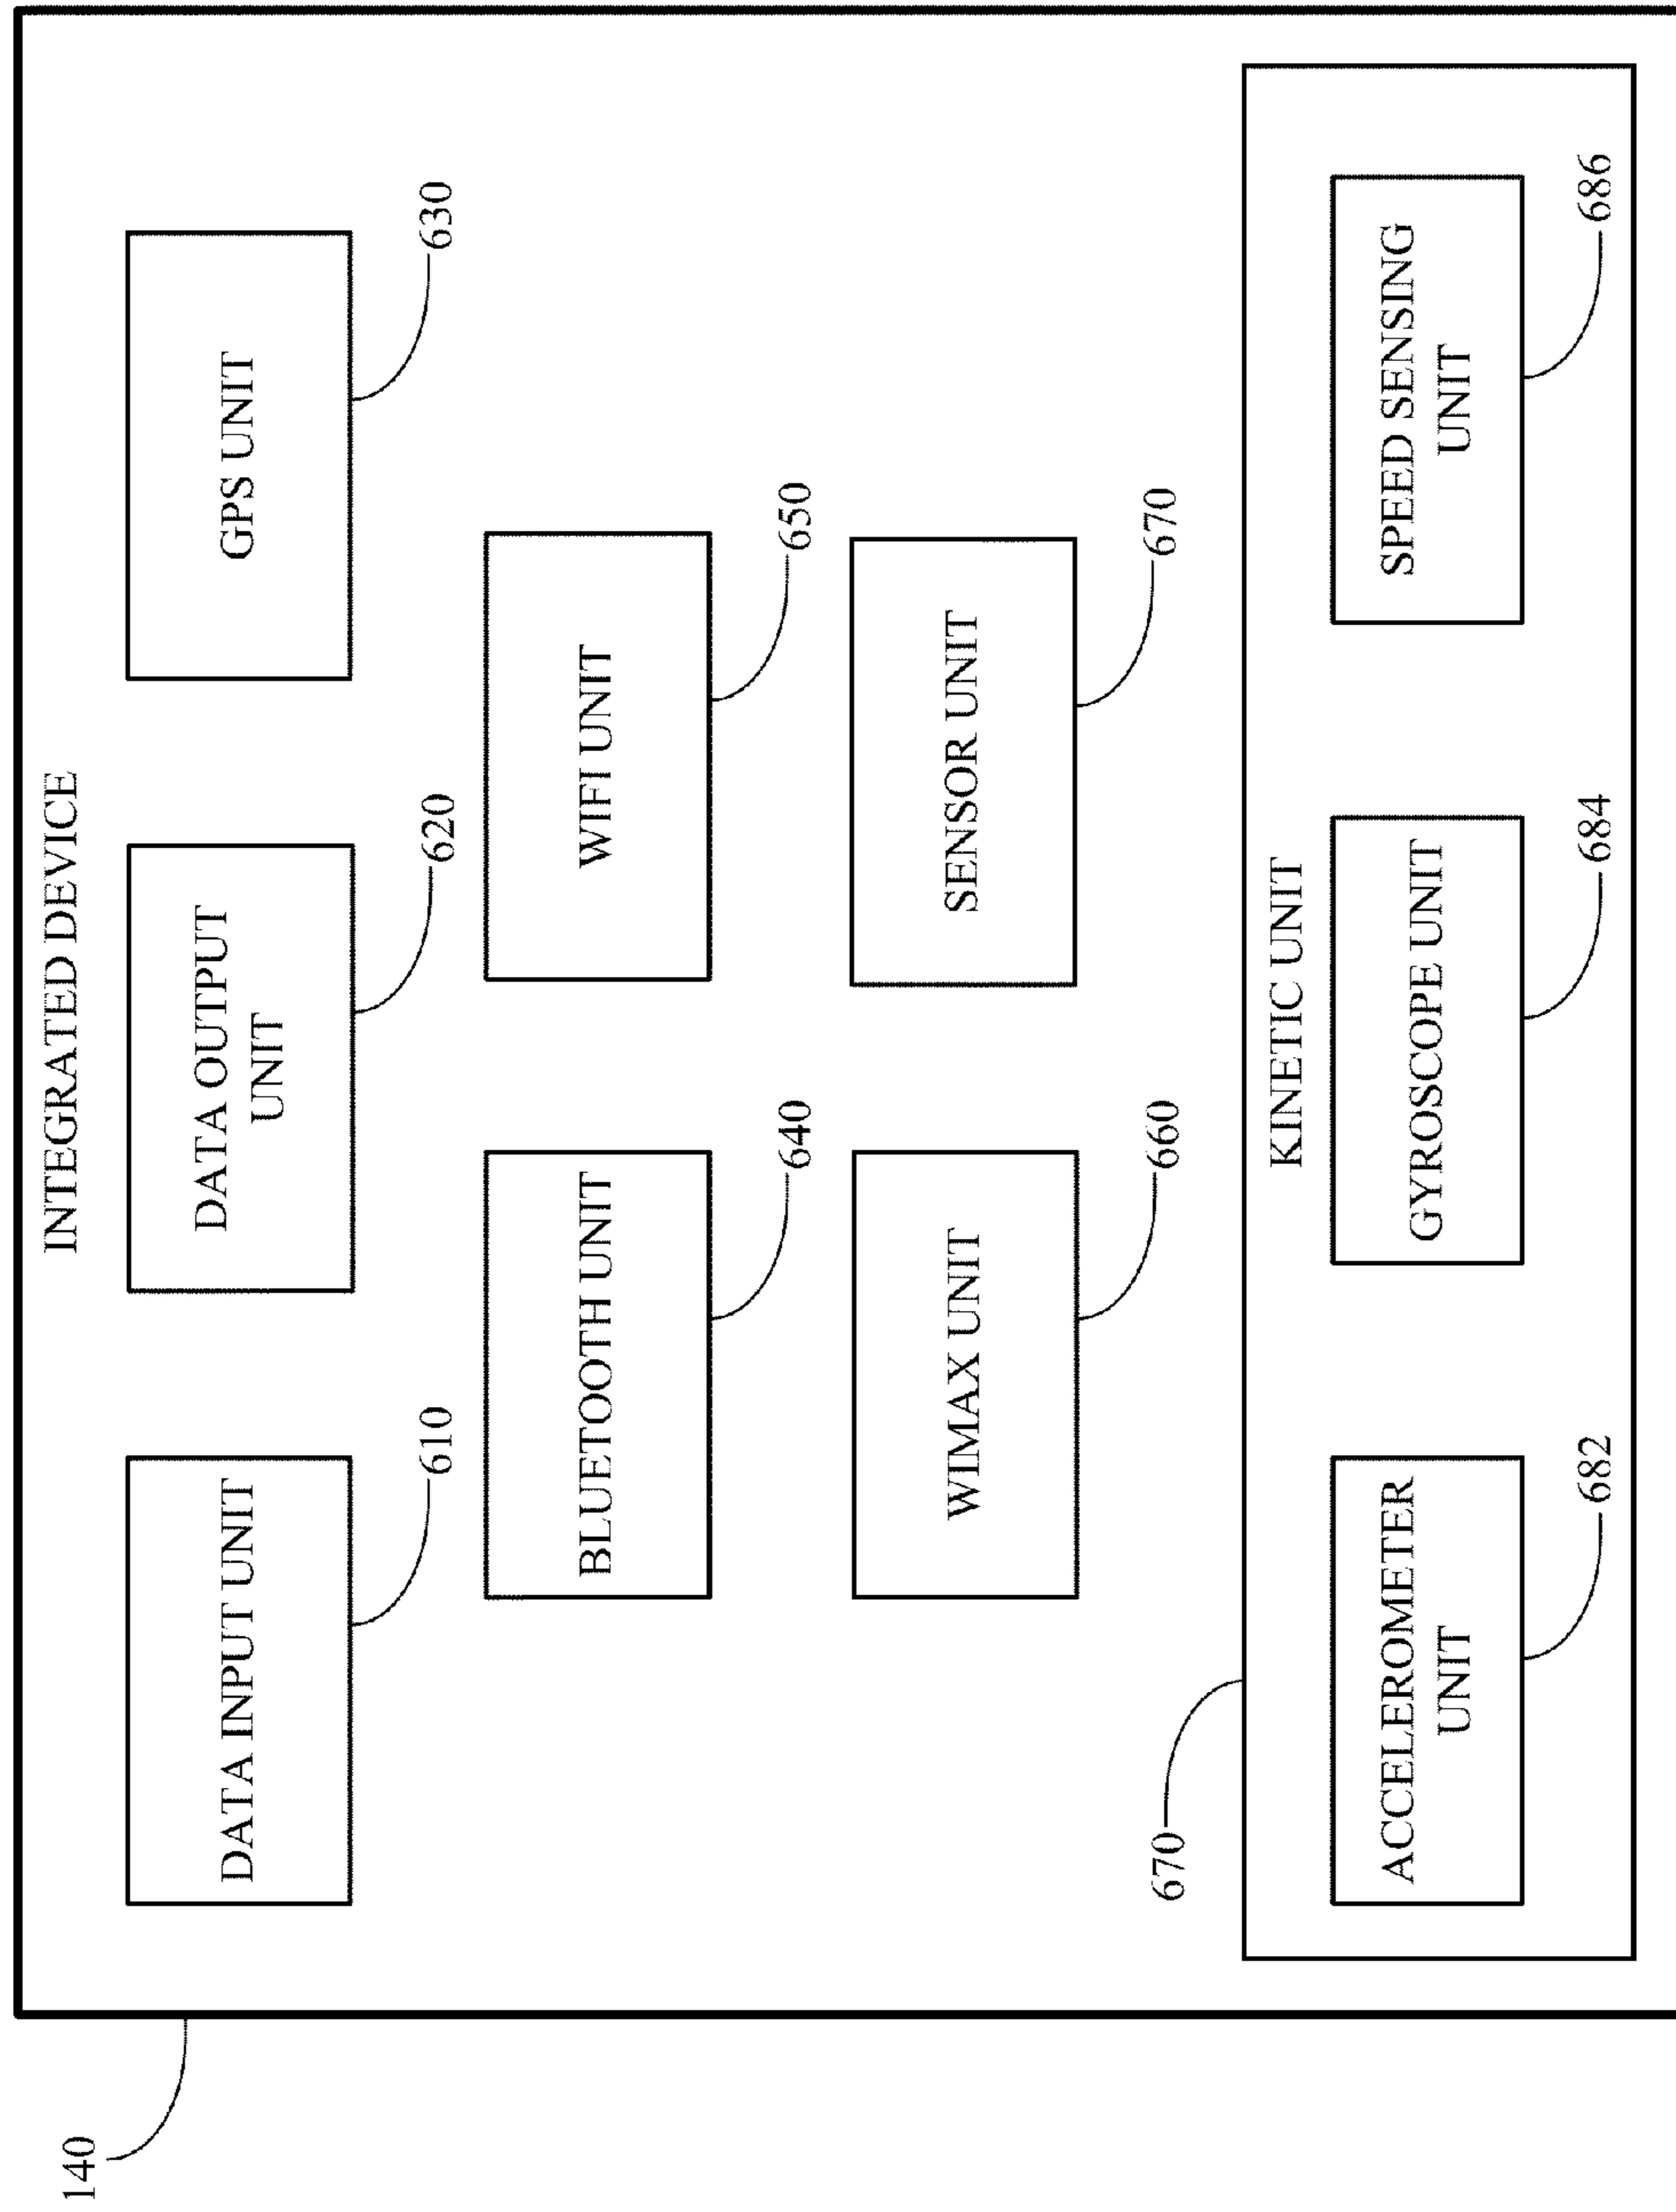 140
INTEGRATED DEVICE
DATA INPUT UNIT
610
DATA OUTPUT
UNIT
620
GPS UNIT
630
BLUETOOTH UNIT
640
WIFI UNIT
650
WIMAX UNIT
660
SENSOR UNIT
670
670
KINETIC UNIT
ACCELEROMETER
UNIT
682
GYROSCOPE UNIT
684
SPEED SENSING
UNIT
686